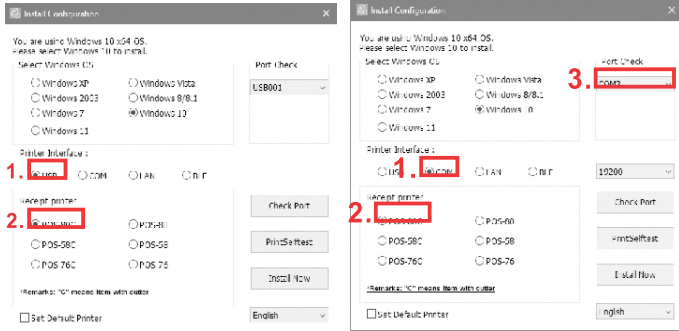 Install Configuration
You are using Windows 10 x64 OS.
Please select Windows 10 to install.
Select Windows OS
Port Check
Windows XP
Windows Vista
USB001
Windows 2003
Windows 8/8.1
Windows 7
Windows 10
Windows 11
Printer Interface :
1.
USB
COM
LAN
BLE
Receipt printer
2.
POS-80C
POS-80
Check Port
POS-58C
POS-58
PrintSelftest
POS-76C
POS-76
Install Now
*Remarks: "C" means item with cutter
Set Default Printer
English
Install Configuration
You are using Windows 10 x64 OS.
Please select Windows 10 to install.
Select Windows OS
Port Check
3.
Windows XP
Windows Vista
Windows 2003
Windows 8/8.1
Windows 7
Windows 10
Windows 11
Printer Interface :
1.
USB
COM
LAN
BLE
19200
Receipt printer
Check Port
2.
POS-80C
POS-80
POS-58C
POS-58
PrintSelftest
POS-76C
POS-76
Install Now
*Remarks: "C" means item with cutter
Set Default Printer
English